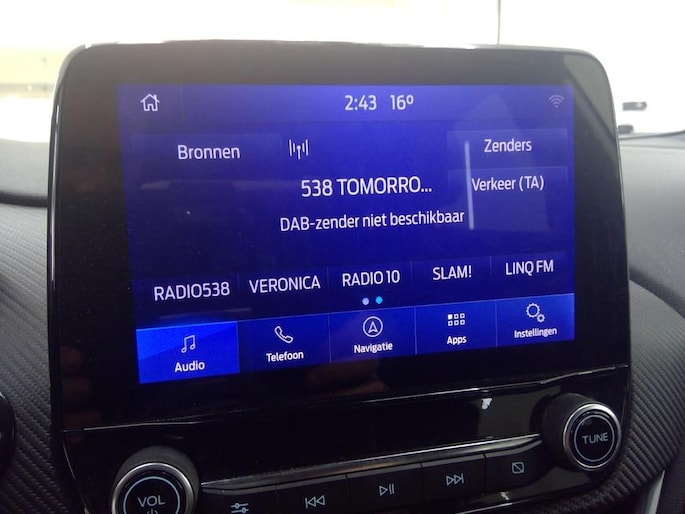 2:43 16°
Bronnen
Zenders
538 TOMORRO...
Verkeer (TA)
DAB-zender niet beschikbaar
RADIO538 VERONICA RADIO 10 SLAM! LINQ FM
Audio Telefoon Navigatie Apps Instellingen
VOL
TUNE